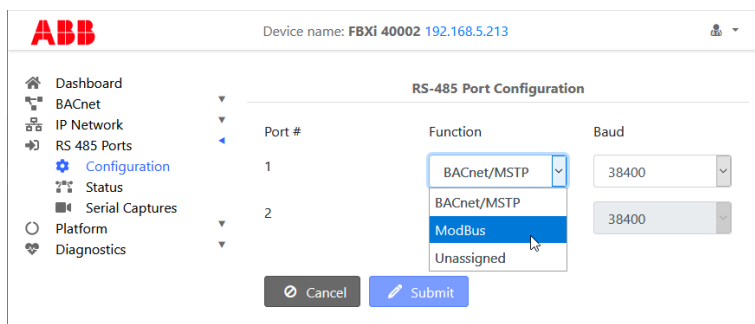 ABB
Device name: FBXi 40002 192.168.5.213
Dashboard
BACnet
IP Network
RS 485 Ports
Configuration
Status
Serial Captures
Platform
Diagnostics
RS-485 Port Configuration
Port # Function Baud
1 BACnet/MSTP 38400
BACnet/MSTP
ModBus
Unassigned
2 38400
Cancel Submit